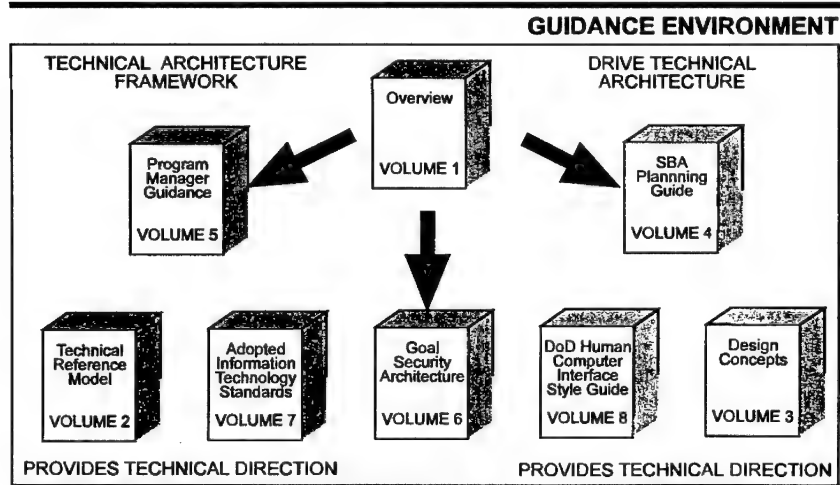 GUIDANCE ENVIRONMENT
TECHNICAL ARCHITECTURE
FRAMEWORK
DRIVE TECHNICAL
ARCHITECTURE
Overview
VOLUME 1
Program
Manager
Guidance
VOLUME 5
SBA
Plannning
Guide
VOLUME 4
Technical
Reference
Model
VOLUME 2
Adopted
Information
Technology
Standards
VOLUME 7
Goal
Security
Architecture
VOLUME 6
DoD Human
Computer
Interface
Style Guide
VOLUME 8
Design
Concepts
VOLUME 3
PROVIDES TECHNICAL DIRECTION
PROVIDES TECHNICAL DIRECTION